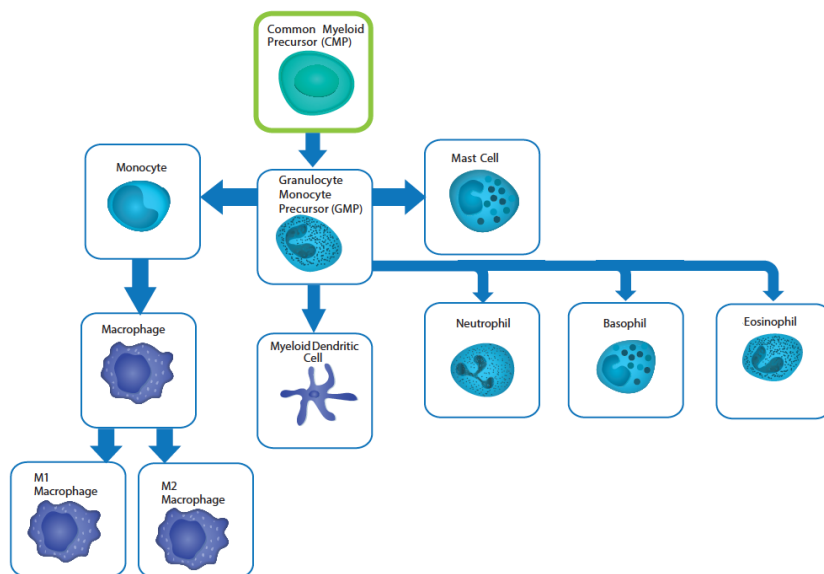 Common Myeloid
Precursor (CMP)
Monocyte
Granulocyte
Monocyte
Precursor (GMP)
Mast Cell
Macrophage
Myeloid Dendritic
Cell
Neutrophil
Basophil
Eosinophil
M1
Macrophage
M2
Macrophage